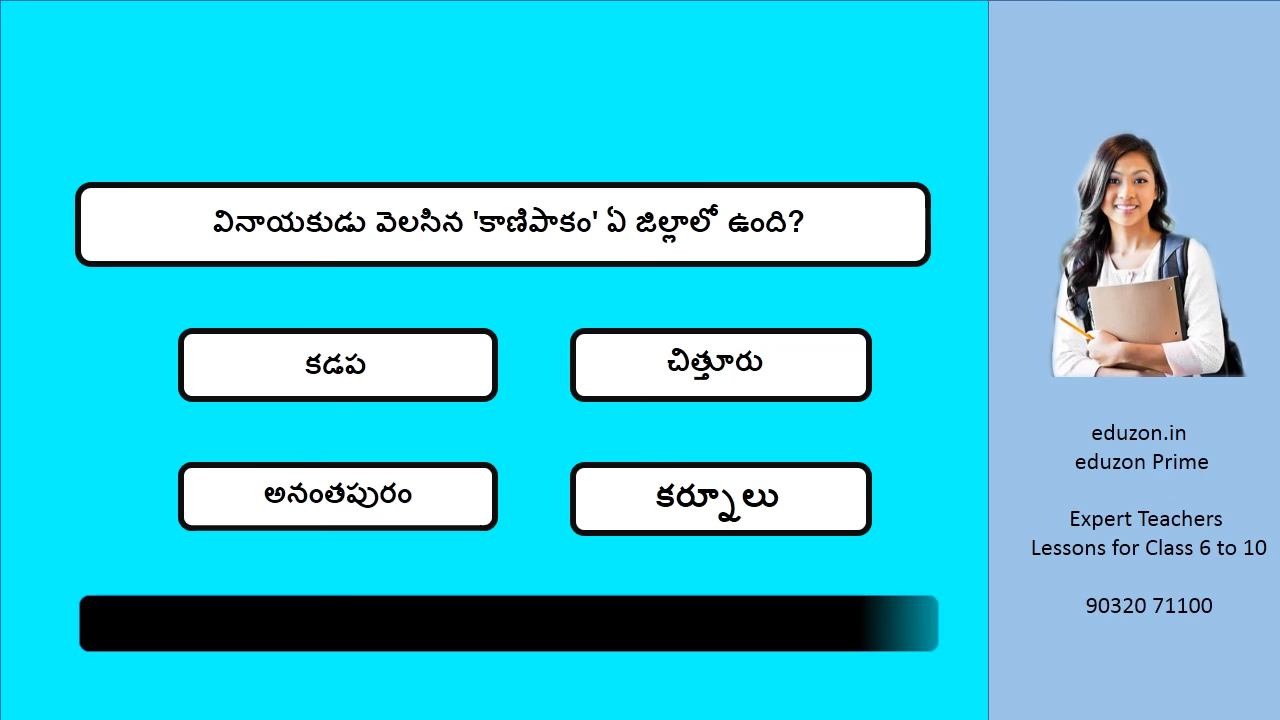 వినాయకుడు వెలసిన 'కాణిపాకం' ఏ జిల్లాలో ఉంది?
కడప
చిత్తూరు
అనంతపురం
కర్నూలు
eduzon.in
eduzon Prime
Expert Teachers
Lessons for Class 6 to 10
90320 71100